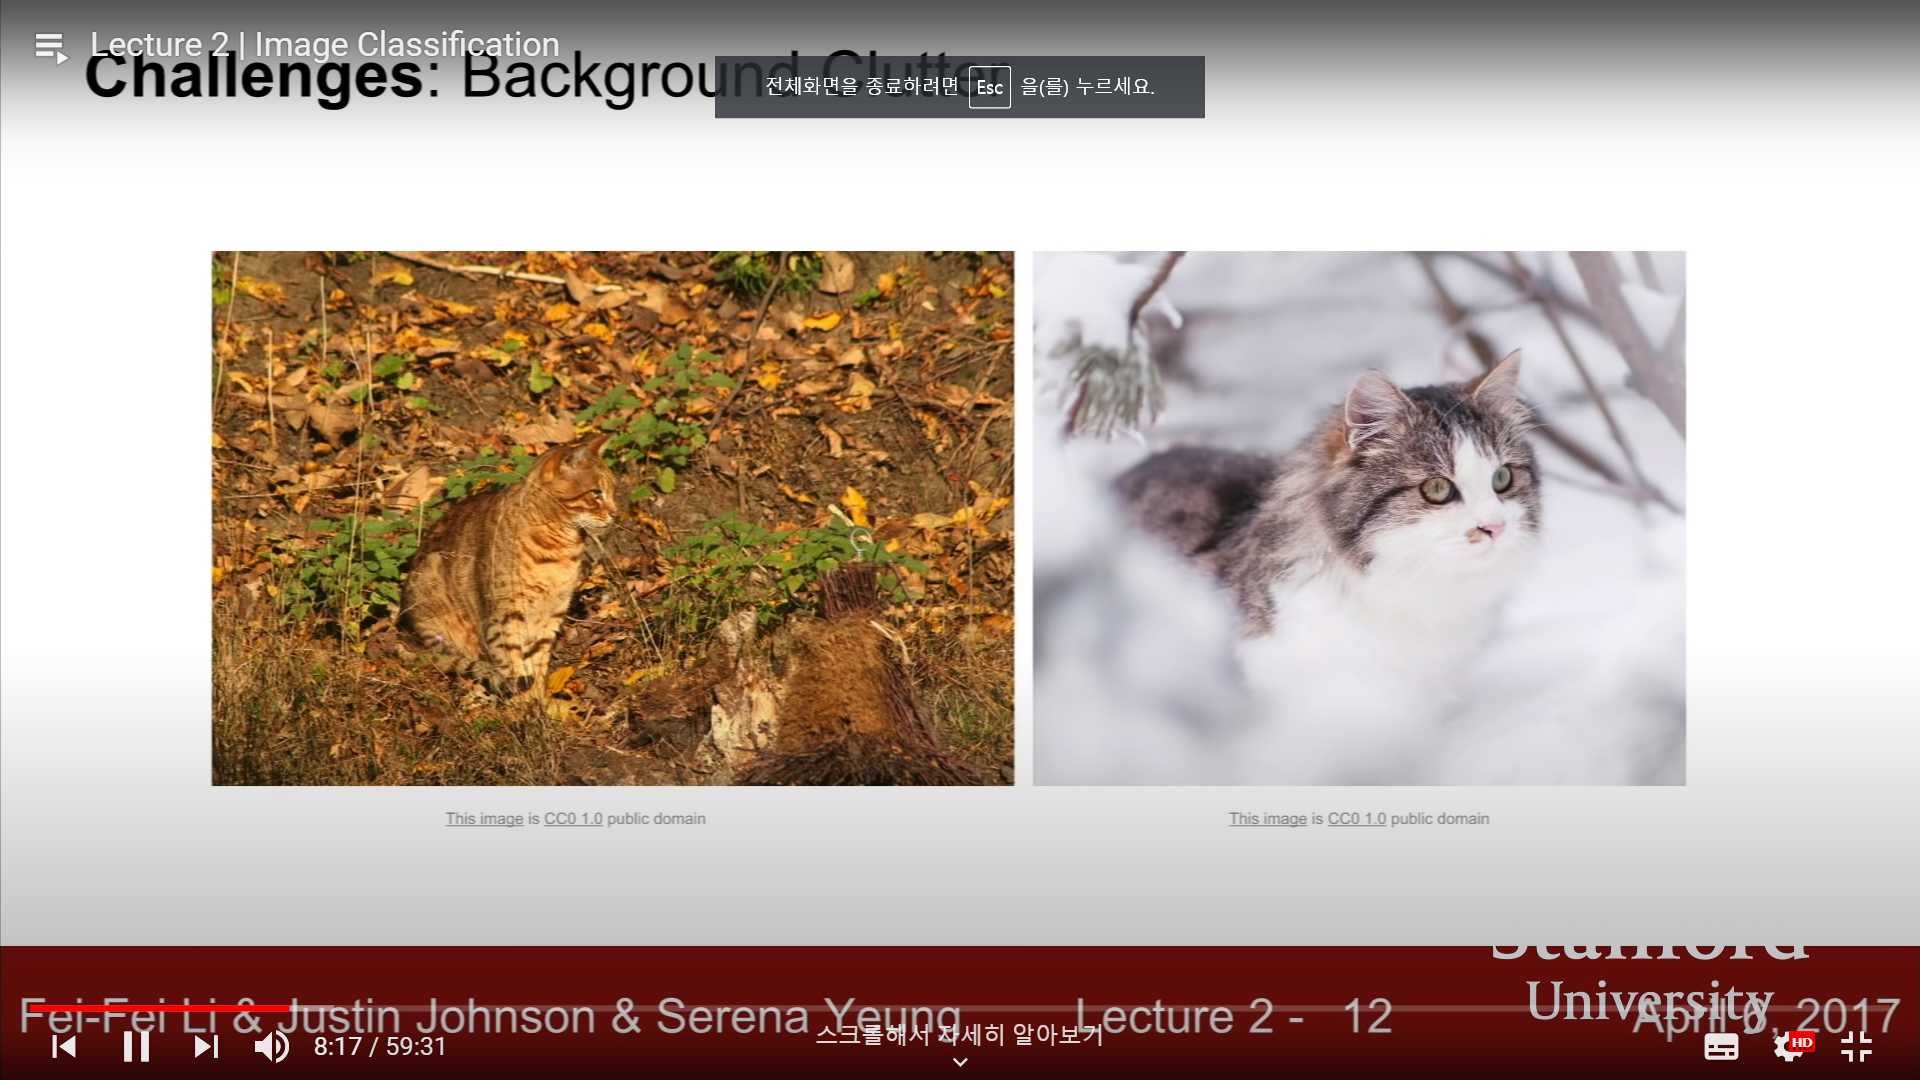 Lecture 2 | Image Classification
Challenges: Background Clutter
전체화면을 종료하려면 Esc 을(를) 누르세요.
This image is CC0 1.0 public domain
This image is CC0 1.0 public domain
Stanford
University
Fei-Fei Li & Justin Johnson & Serena Yeung
Lecture 2 - 12
April 6, 2017
스크롤해서 자세히 알아보기
8:17 / 59:31
HD